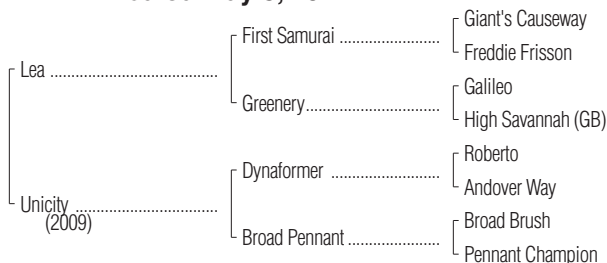 First Samurai
Giant's Causeway
Freddie Frisson
Lea
Greenery
Galileo
High Savannah (GB)
Unicity
(2009)
Dynaformer
Roberto
Andover Way
Broad Pennant
Broad Brush
Pennant Champion